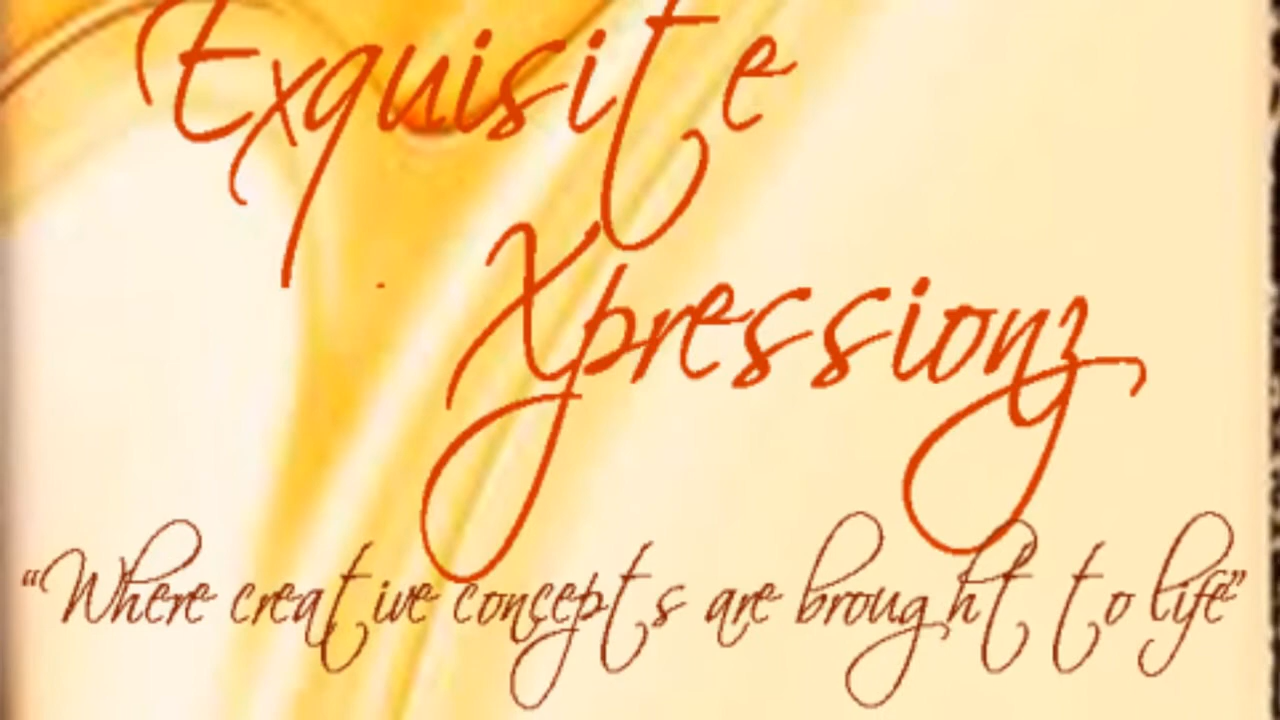 Exquisite
Xpressionz
“Where creative concepts are brought to life”